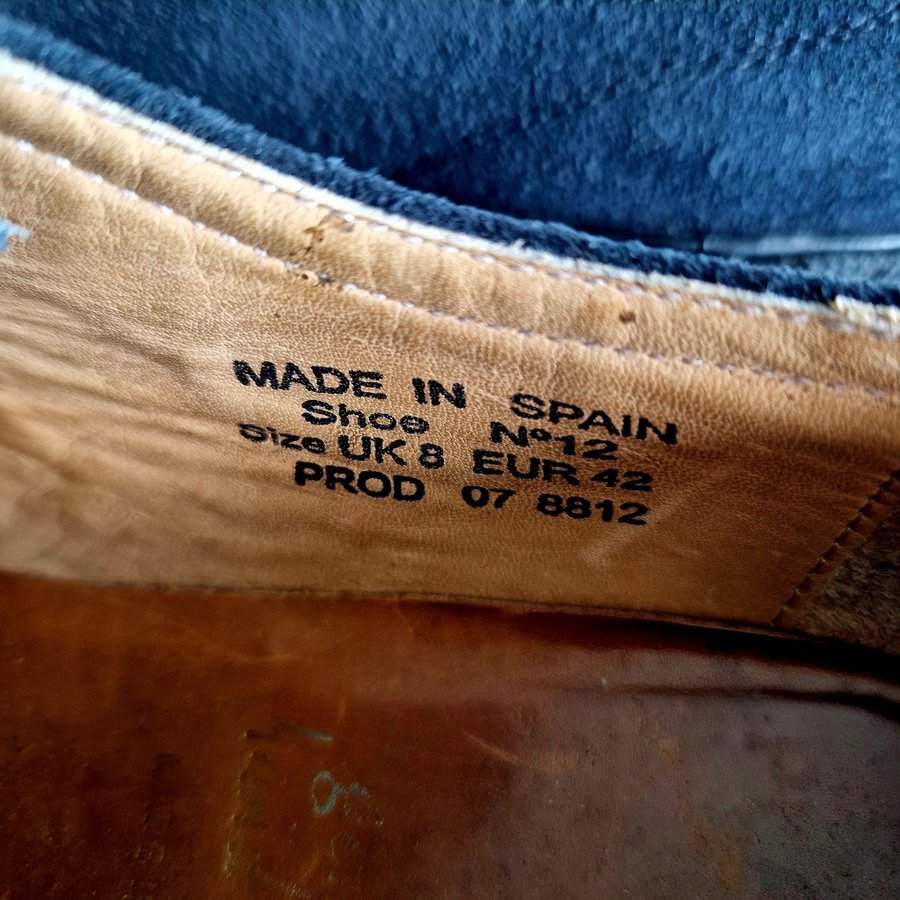 MADE IN SPAIN
Shoe Nº12
Size UK 8 EUR 42
PROD 07 8812